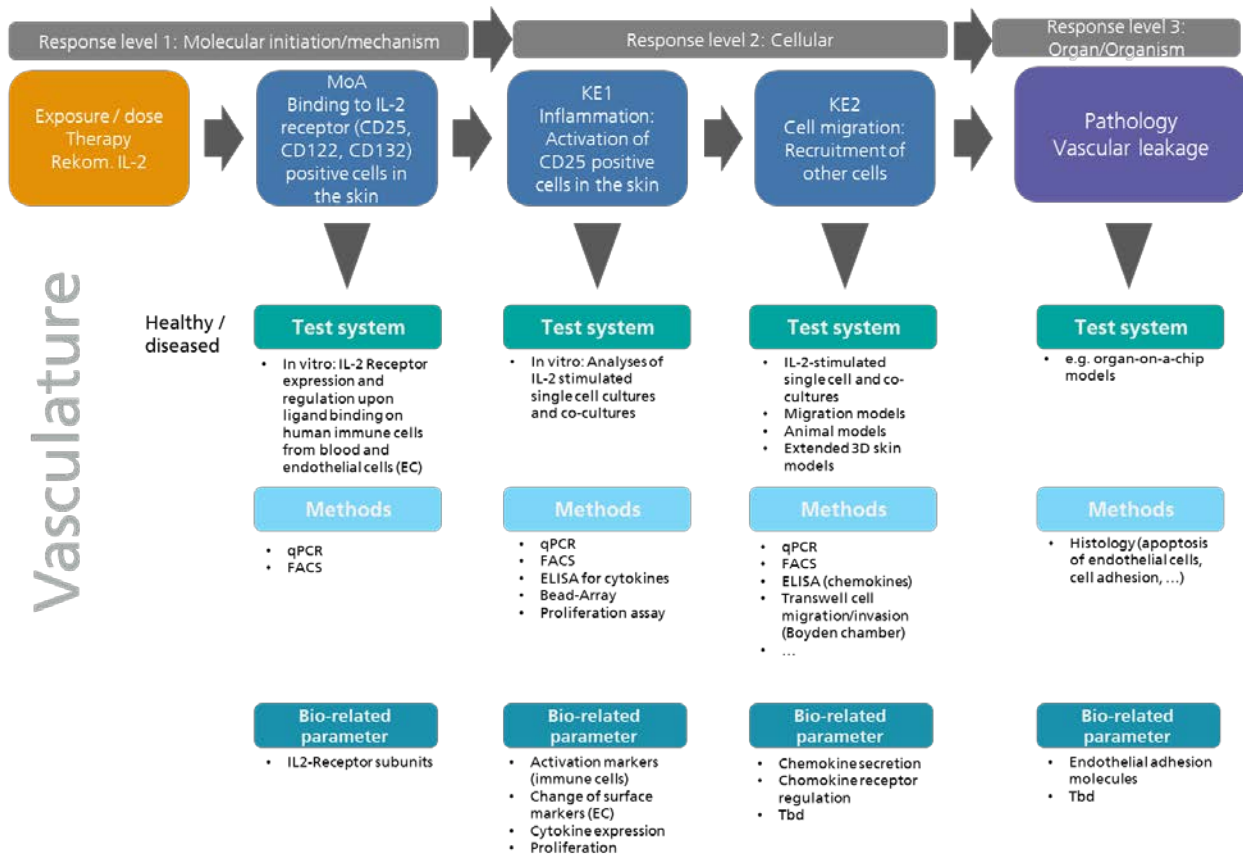 Response level 1: Molecular initiation/mechanism
Response level 2: Cellular
Response level 3:
Organ/Organism
Exposure / dose
Therapy
Rekom. IL-2
MoA
Binding to IL-2
receptor (CD25,
CD122, CD132)
positive cells in
the skin
KE1
Inflammation:
Activation of
CD25 positive
cells in the skin
KE2
Cell migration:
Recruitment of
other cells
Pathology
Vascular leakage
Vasculature
Healthy /
diseased
Test system
• In vitro: IL-2 Receptor
expression and
regulation upon
ligand binding on
human immune cells
from blood and
endothelial cells (EC)
Test system
• In vitro: Analyses of
IL-2 stimulated
single cell cultures
and co-cultures
Test system
• IL-2-stimulated
single cell and co-
cultures
• Migration models
• Animal models
• Extended 3D skin
models
Test system
• e.g. organ-on-a-chip
models
Methods
• qPCR
• FACS
Methods
• qPCR
• FACS
• ELISA for cytokines
• Bead-Array
• Proliferation assay
Methods
• qPCR
• FACS
• ELISA (chemokines)
• Transwell cell
migration/invasion
(Boyden chamber)
• ...
Methods
• Histology (apoptosis
of endothelial cells,
cell adhesion, ...)
Bio-related
parameter
• IL2-Receptor subunits
Bio-related
parameter
• Activation markers
(immune cells)
• Change of surface
markers (EC)
• Cytokine expression
• Proliferation
Bio-related
parameter
• Chemokine secretion
• Chomokine receptor
regulation
• Tbd
Bio-related
parameter
• Endothelial adhesion
molecules
• Tbd